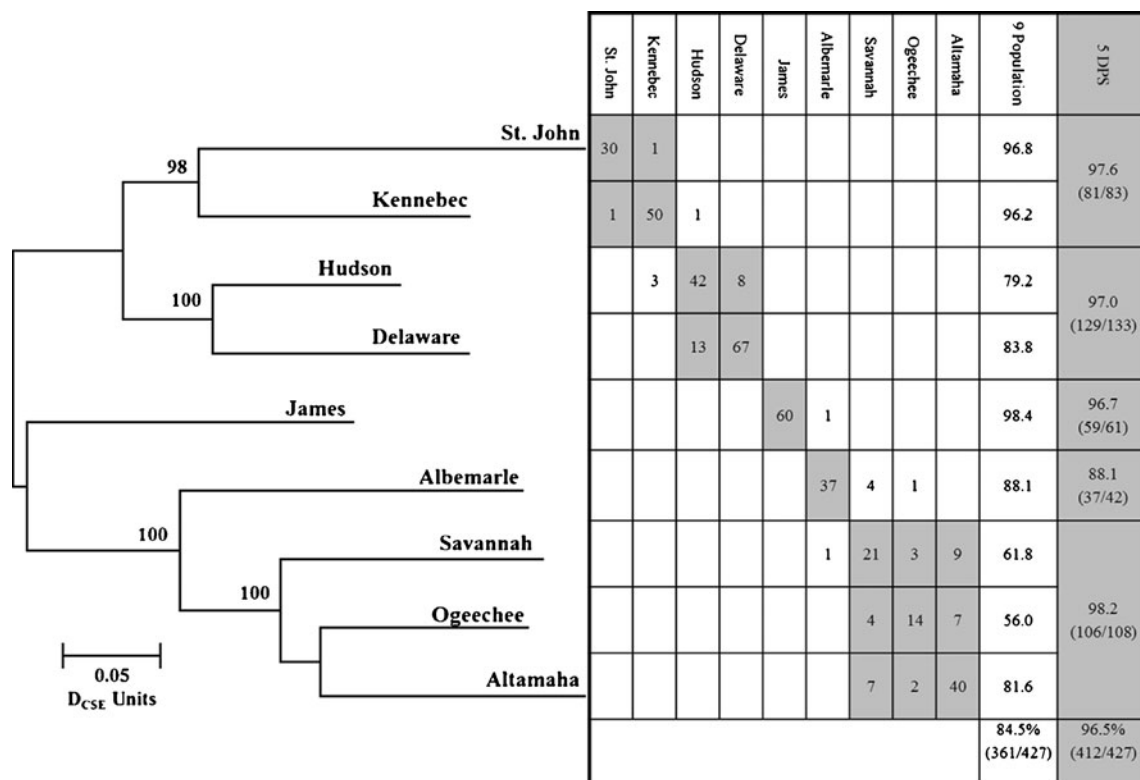 St. John Kennebec Hudson Delaware James Albemarle Savannah Ogeechee Altamaha 9 Population 5 DPS
St. John 30 1 96.8
98 97.6
(81/83)
Kennebec 1 50 1 96.2
Hudson 3 42 8 79.2
100 97.0
(129/133)
Delaware 13 67 83.8
James 60 1 98.4 96.7
(59/61)
Albemarle 37 4 1 88.1 88.1
(37/42)
100
Savannah 1 21 3 9 61.8
100
Ogeechee 4 14 7 56.0 98.2
(106/108)
0.05
DCSE Units
Altamaha 7 2 40 81.6
84.5% 96.5%
(361/427) (412/427)